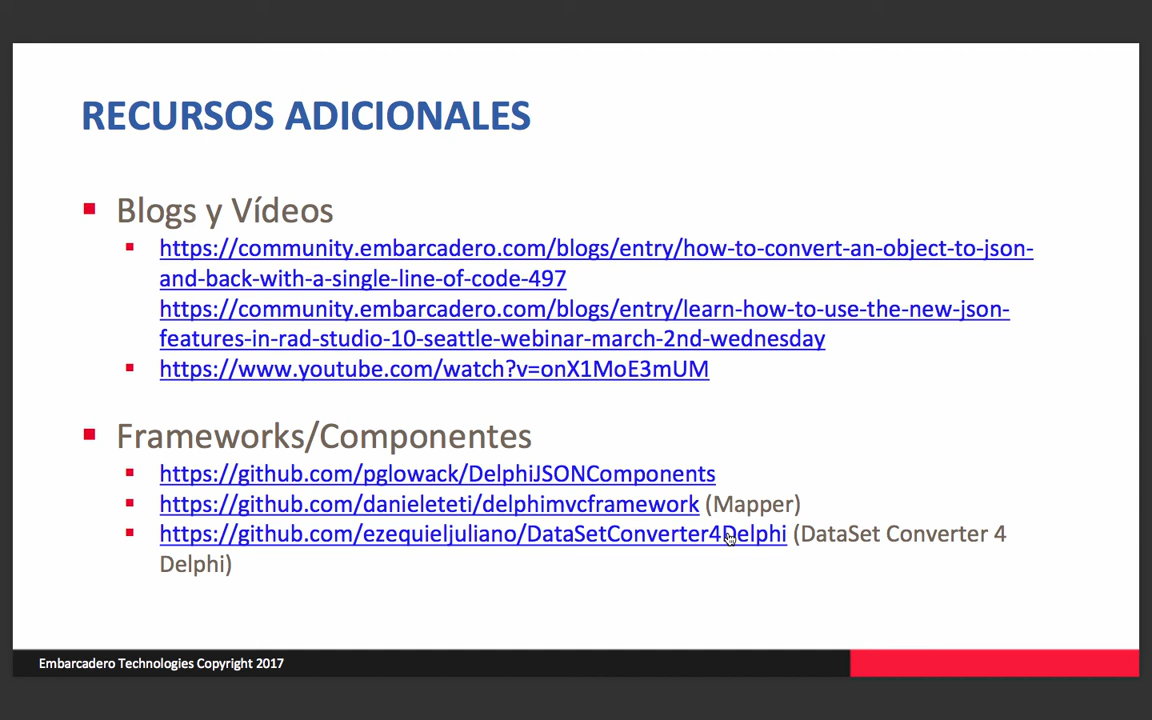 RECURSOS ADICIONALES
Blogs y Vídeos
https://community.embarcadero.com/blogs/entry/how-to-convert-an-object-to-json-
and-back-with-a-single-line-of-code-497
https://community.embarcadero.com/blogs/entry/learn-how-to-use-the-new-json-
features-in-rad-studio-10-seattle-webinar-march-2nd-wednesday
https://www.youtube.com/watch?v=onX1MoE3mUM
Frameworks/Componentes
https://github.com/pglowack/DelphiJSONComponents
https://github.com/danieleteti/delphimvcframework (Mapper)
https://github.com/ezequieljuliano/DataSetConverter4Delphi (DataSet Converter 4
Delphi)
Embarcadero Technologies Copyright 2017